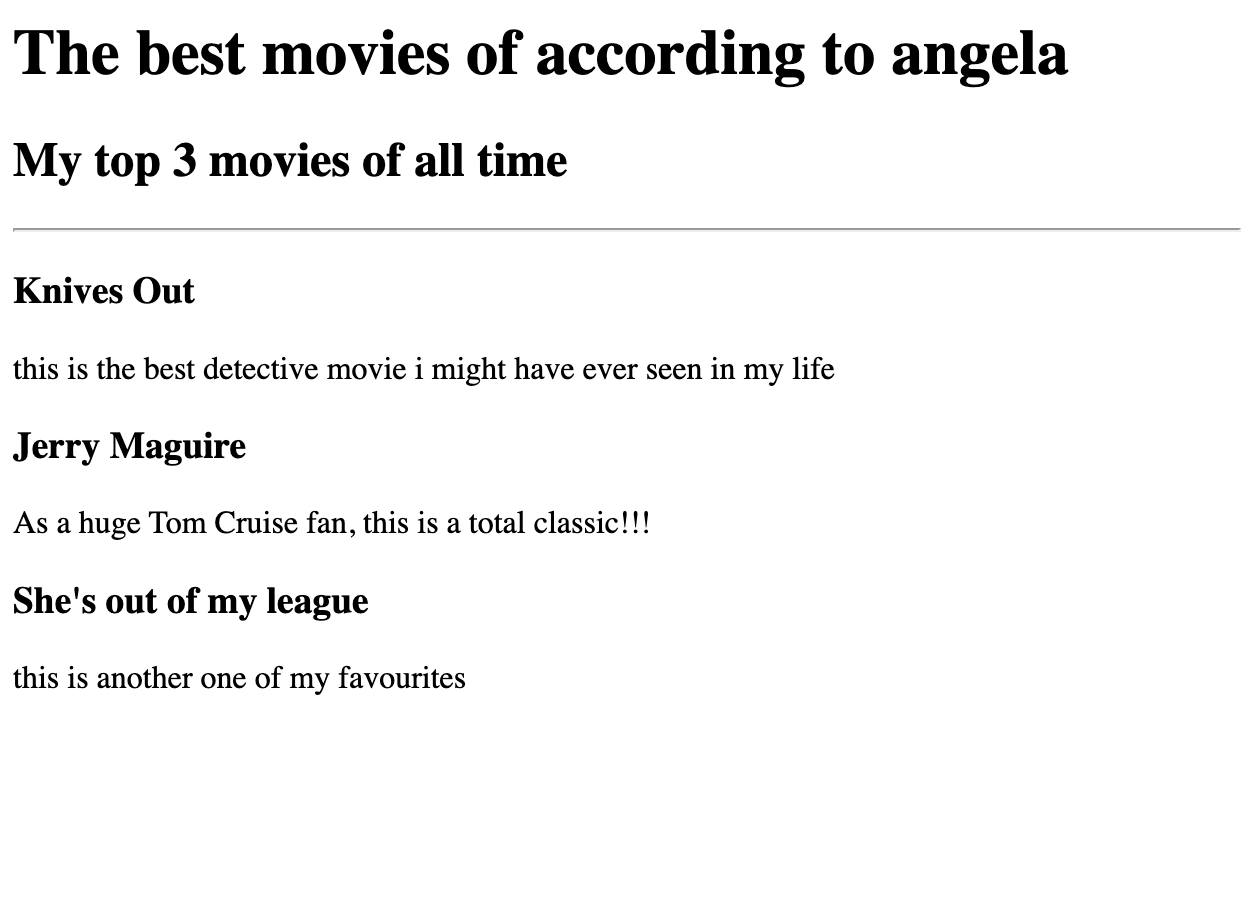 The best movies of according to angela
My top 3 movies of all time
Knives Out
this is the best detective movie i might have ever seen in my life
Jerry Maguire
As a huge Tom Cruise fan, this is a total classic!!!
She's out of my league
this is another one of my favourites